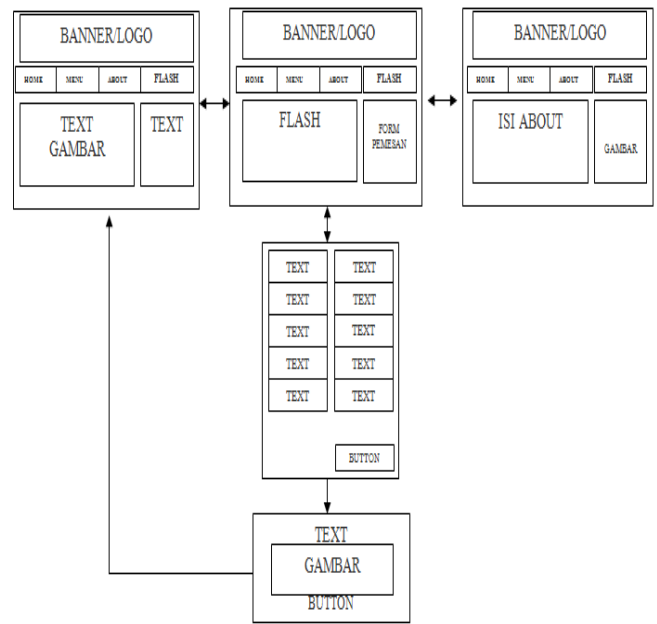 BANNER/LOGO
HOME MENU ABOUT FLASH
TEXT
GAMBAR
TEXT
BANNER/LOGO
HOME MENU ABOUT FLASH
FLASH
FORM
PEMESAN
BANNER/LOGO
HOME MENU ABOUT FLASH
ISI ABOUT
GAMBAR
TEXT TEXT
TEXT TEXT
TEXT TEXT
TEXT TEXT
TEXT TEXT
BUTTON
TEXT
GAMBAR
BUTTON